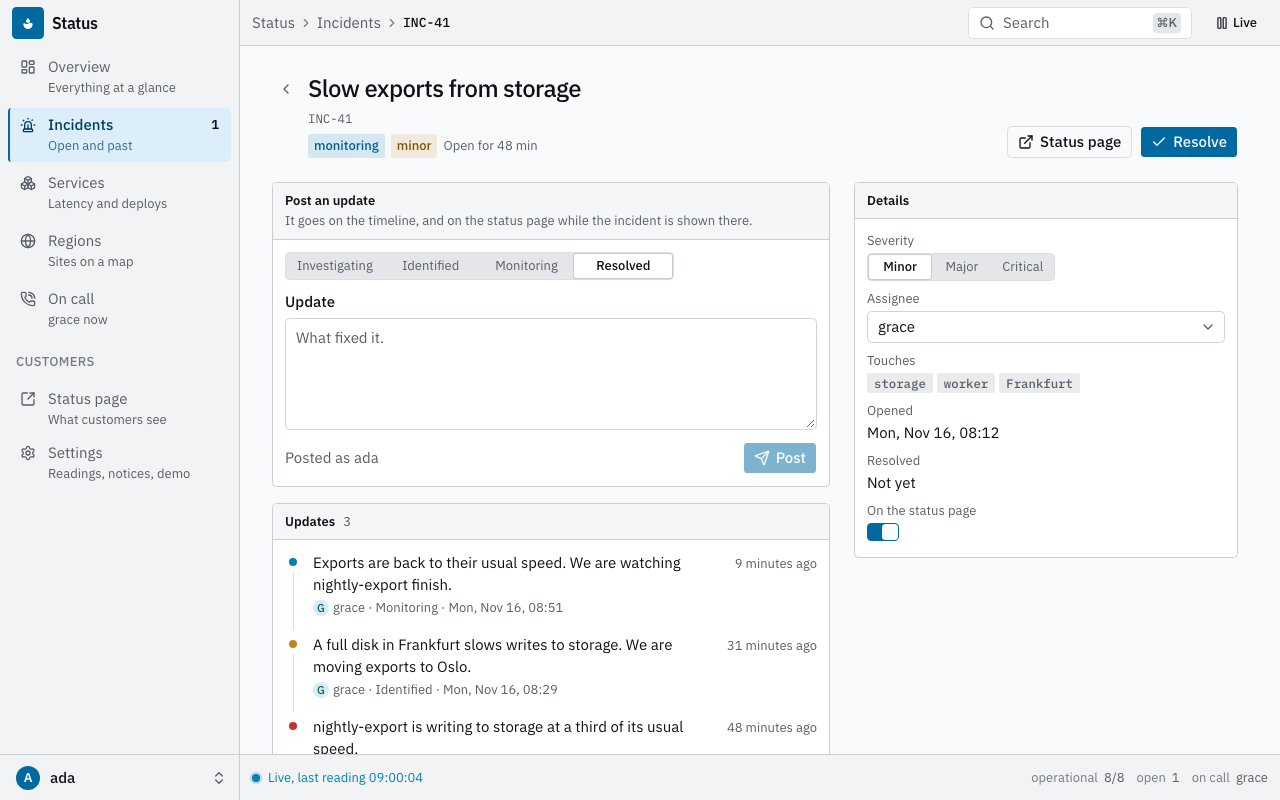 Status
Overview
Everything at a glance
Incidents 1
Open and past
Services
Latency and deploys
Regions
Sites on a map
On call
grace now
CUSTOMERS
Status page
What customers see
Settings
Readings, notices, demo
A ada
Status > Incidents > INC-41
Search ⌘K
Live
Slow exports from storage
INC-41
monitoring minor Open for 48 min
Status page Resolve
Post an update
It goes on the timeline, and on the status page while the incident is shown there.
Investigating Identified Monitoring Resolved
Update
What fixed it.
Posted as ada Post
Updates 3
Exports are back to their usual speed. We are watching 9 minutes ago
nightly-export finish.
G grace · Monitoring · Mon, Nov 16, 08:51
A full disk in Frankfurt slows writes to storage. We are 31 minutes ago
moving exports to Oslo.
G grace · Identified · Mon, Nov 16, 08:29
nightly-export is writing to storage at a third of its usual 48 minutes ago
speed.
Details
Severity
Minor Major Critical
Assignee
grace
Touches
storage worker Frankfurt
Opened
Mon, Nov 16, 08:12
Resolved
Not yet
On the status page
Live, last reading 09:00:04
operational 8/8 open 1 on call grace